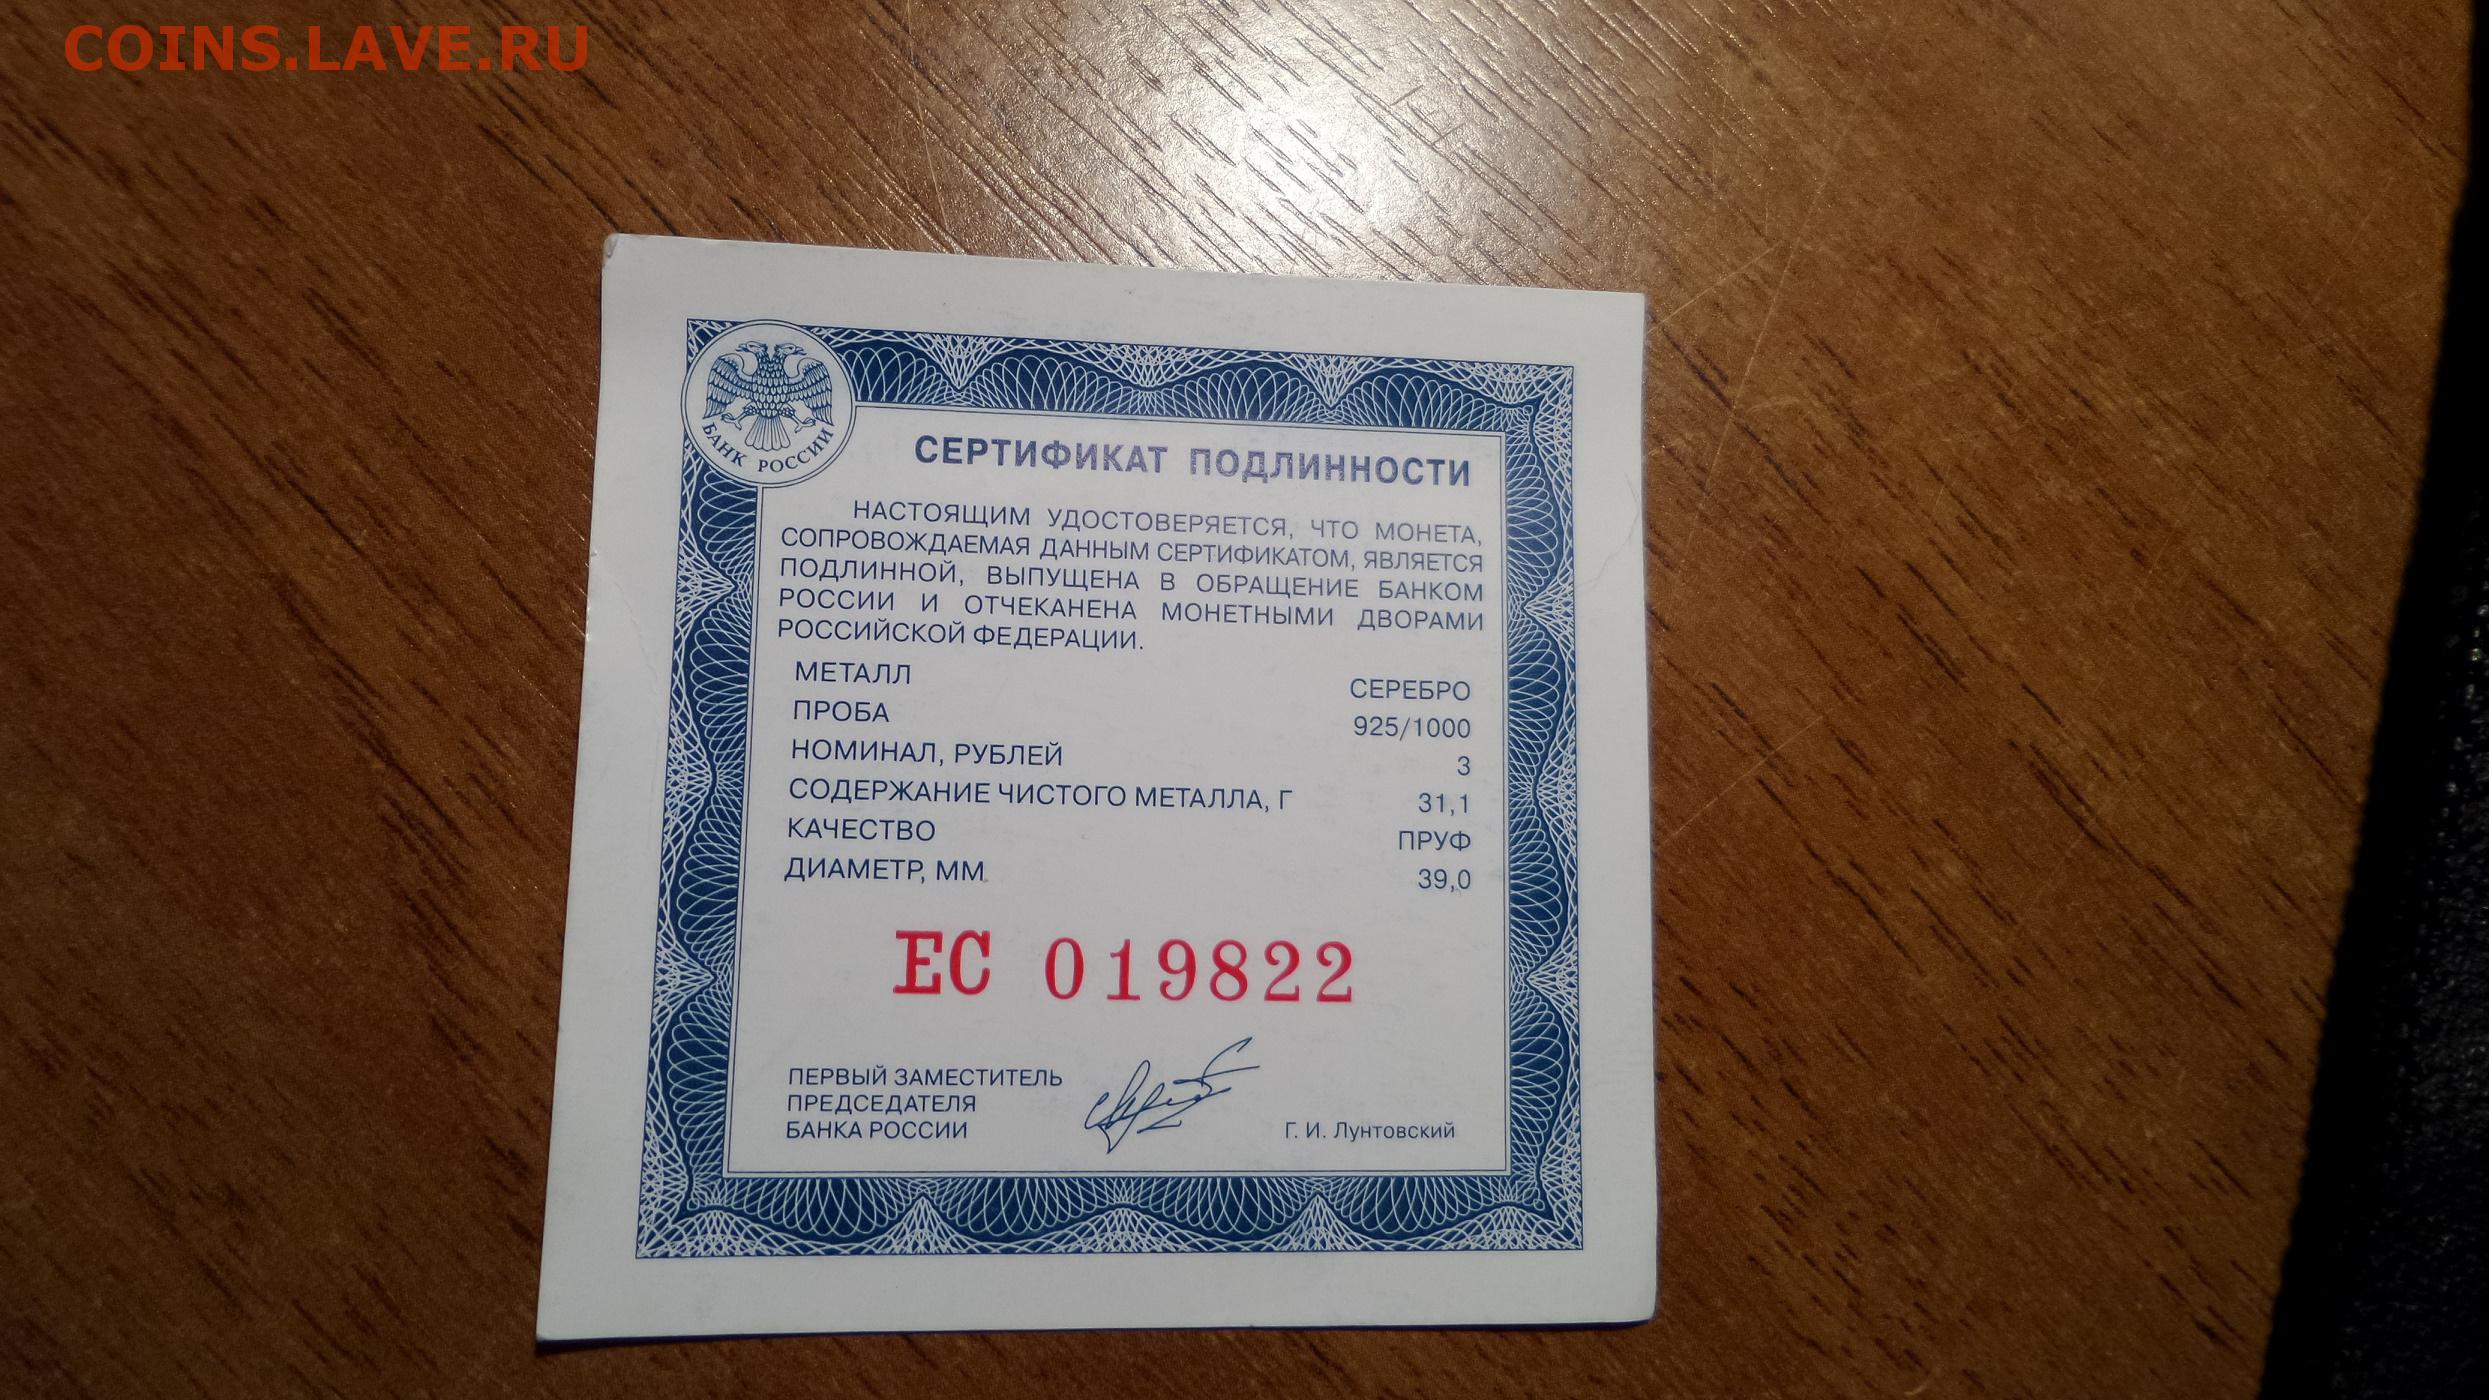 COINS.LAVE.RU
БАНК РОССИИ
СЕРТИФИКАТ ПОДЛИННОСТИ
НАСТОЯЩИМ УДОСТОВЕРЯЕТСЯ, ЧТО МОНЕТА,
СОПРОВОЖДАЕМАЯ ДАННЫМ СЕРТИФИКАТОМ, ЯВЛЯЕТСЯ
ПОДЛИННОЙ, ВЫПУЩЕНА В ОБРАЩЕНИЕ БАНКОМ
РОССИИ И ОТЧЕКАНЕНА МОНЕТНЫМИ ДВОРАМИ
РОССИЙСКОЙ ФЕДЕРАЦИИ.
МЕТАЛЛ СЕРЕБРО
ПРОБА 925/1000
НОМИНАЛ, РУБЛЕЙ 3
СОДЕРЖАНИЕ ЧИСТОГО МЕТАЛЛА, Г 31,1
КАЧЕСТВО ПРУФ
ДИАМЕТР, ММ 39,0
ЕС 019822
ПЕРВЫЙ ЗАМЕСТИТЕЛЬ
ПРЕДСЕДАТЕЛЯ
БАНКА РОССИИ Г. И. Лунтовский